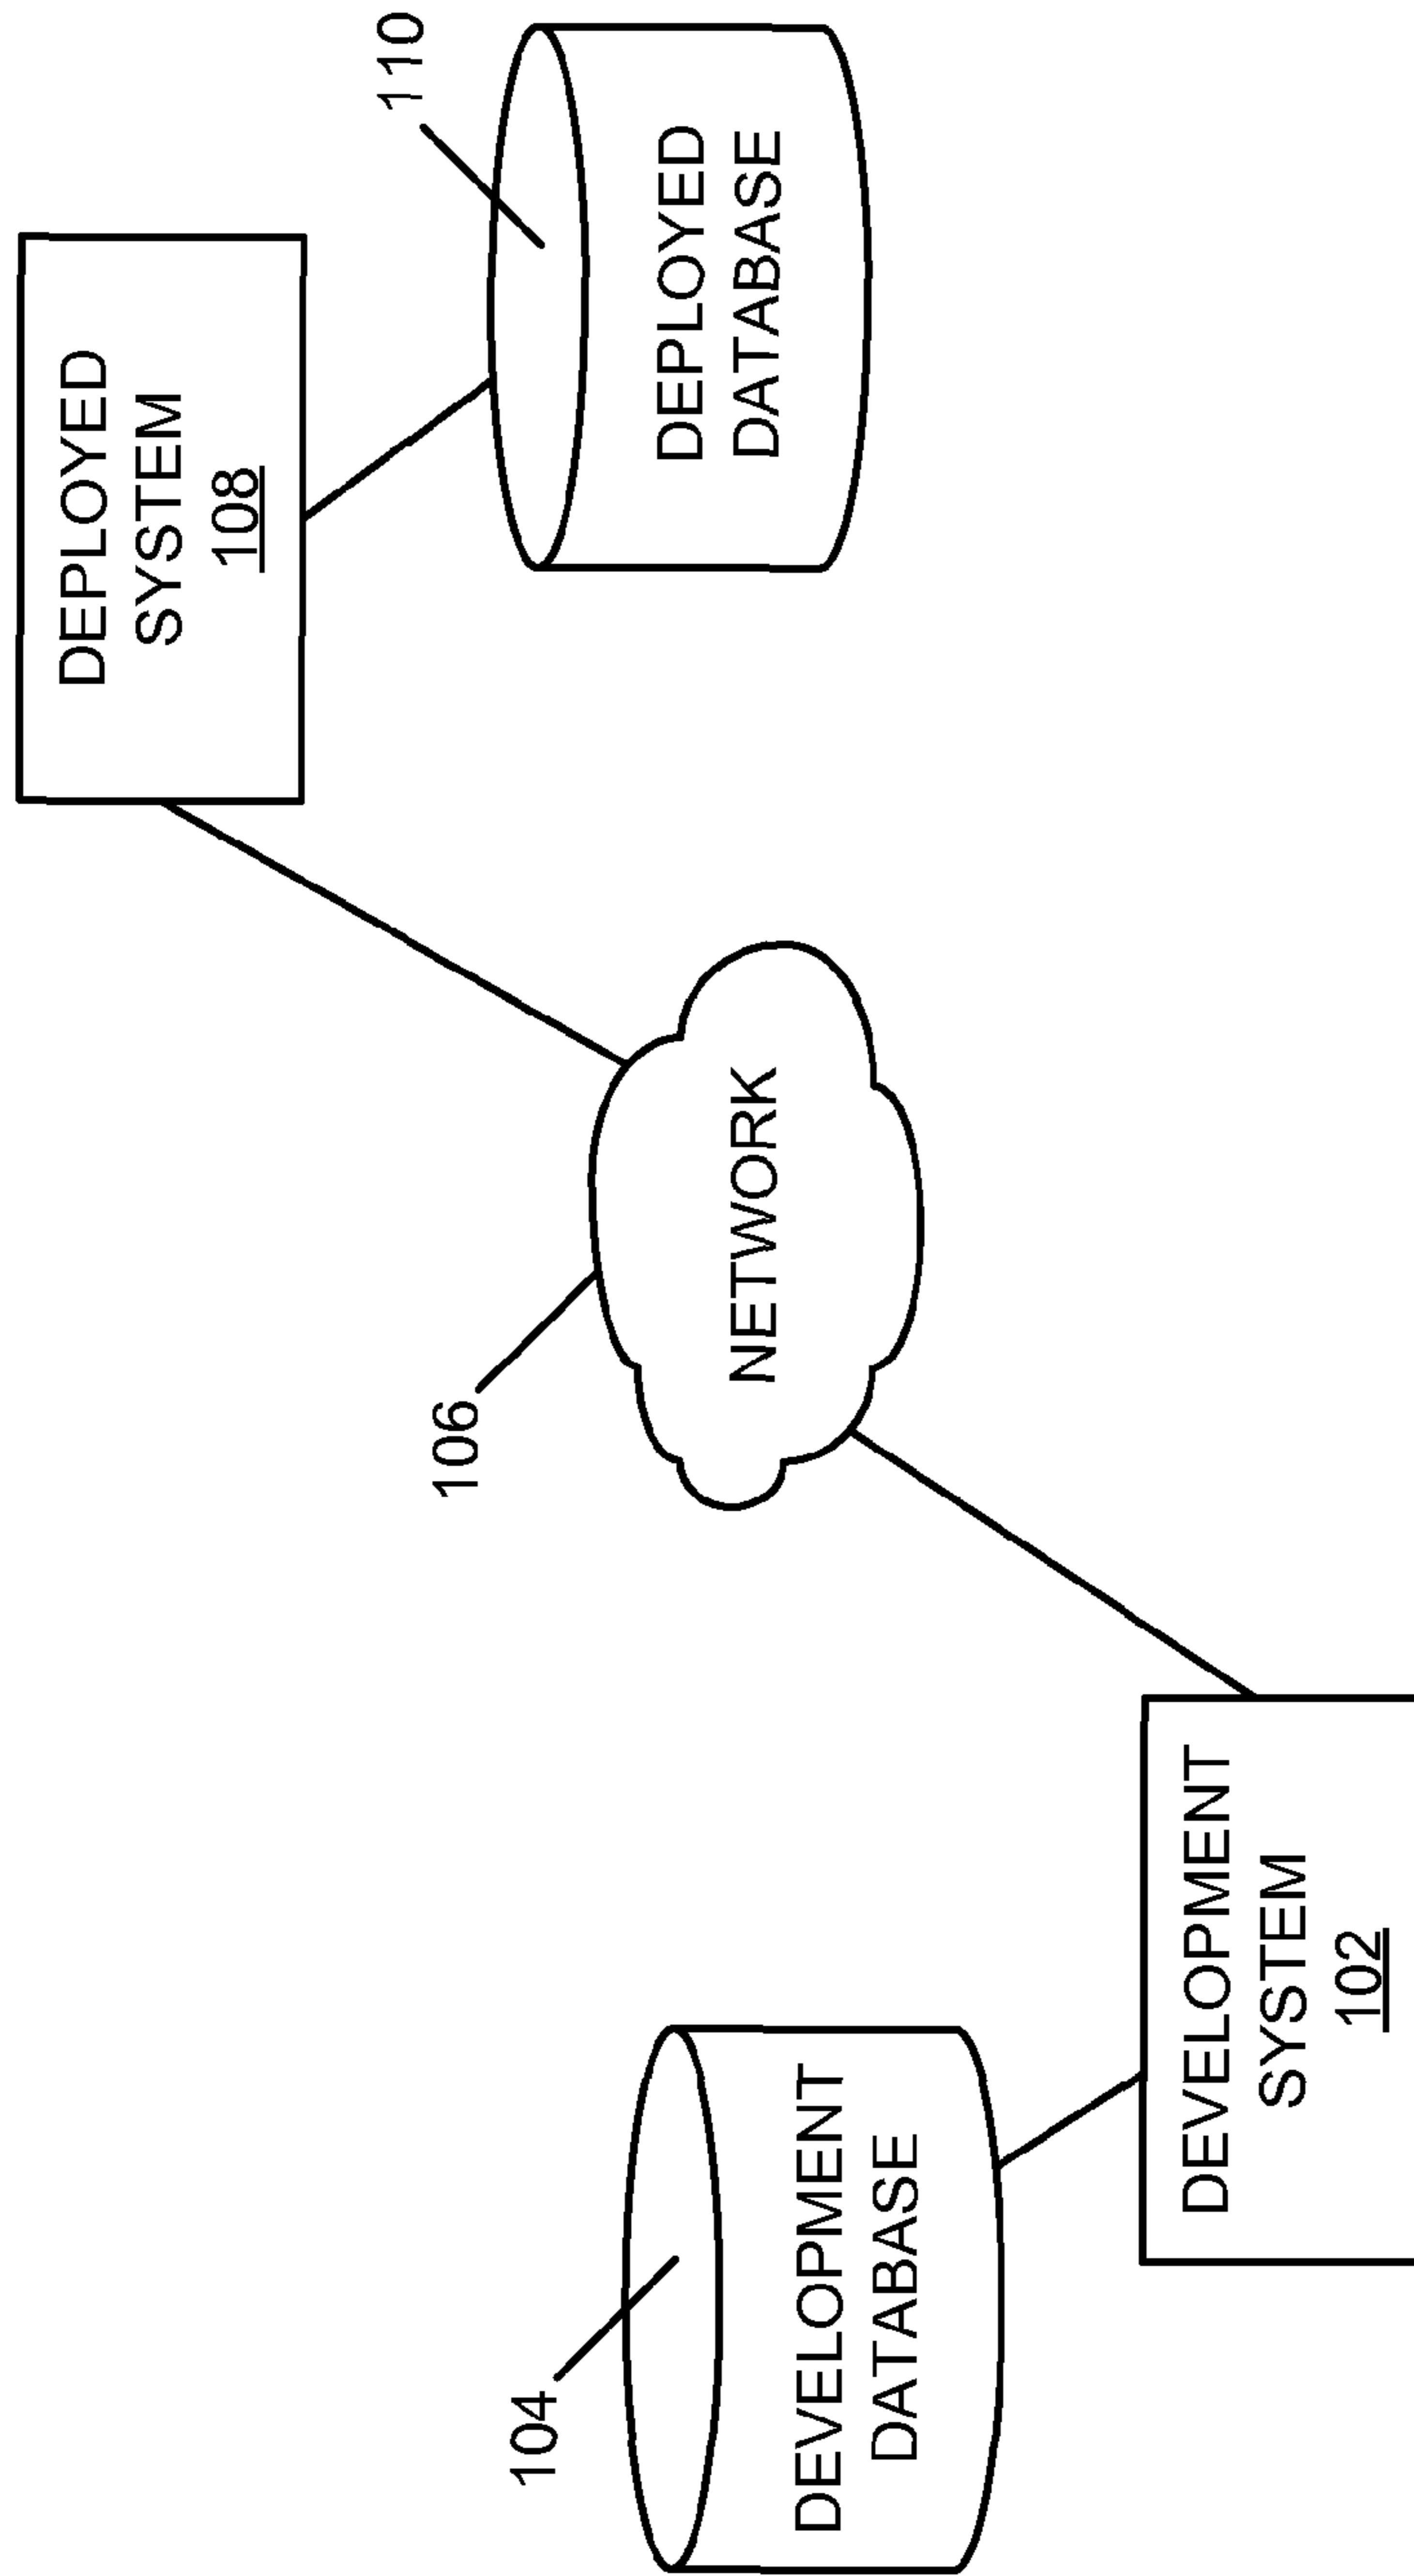 DEPLOYED
SYSTEM
108
110
DEPLOYED
DATABASE
106
NETWORK
104
DEVELOPMENT
DATABASE
DEVELOPMENT
SYSTEM
102